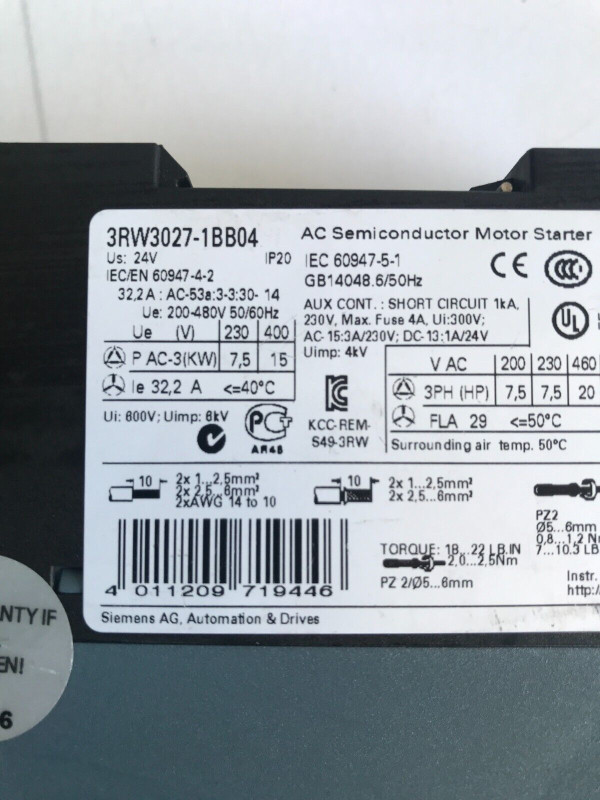 3RW3027-1BB04
AC Semiconductor Motor Starter
Us: 24V IP20
IEC/EN 60947-4-2
32,2A : AC-53a:3-3:30- 14
Ue: 200-480V 50/60Hz
Ue (V) 230 400
P AC-3(KW) 7,5 15
Ie 32,2 A <=40°C
Ui: 600V; Uimp: 6kV
IEC 60947-5-1
GB14048.6/50Hz
CE
CCC
UL
AUX CONT. : SHORT CIRCUIT 1kA,
230V, Max. Fuse 4A, Ui:300V;
AC-15:3A/230V; DC-13:1A/24V
Uimp: 4kV
KCC-REM-
S49-3RW
V AC 200 230 460
3PH (HP) 7,5 7,5 20
FLA 29 <=50°C
Surrounding air temp. 50°C
10
2x 1...2,5mm²
2x 2,5...6mm²
2xAWG 14 to 10
10
2x 1...2,5mm²
2x 2,5...6mm²
PZ2
Ø5...6mm
0,8...1,2 N
7...10.3 LB
TORQUE: 18...22 LB.IN
2,0...2,5Nm
PZ 2/Ø5...6mm
Instr.
http:/
4 011209 719446
Siemens AG, Automation & Drives
NTY IF
EN!
6